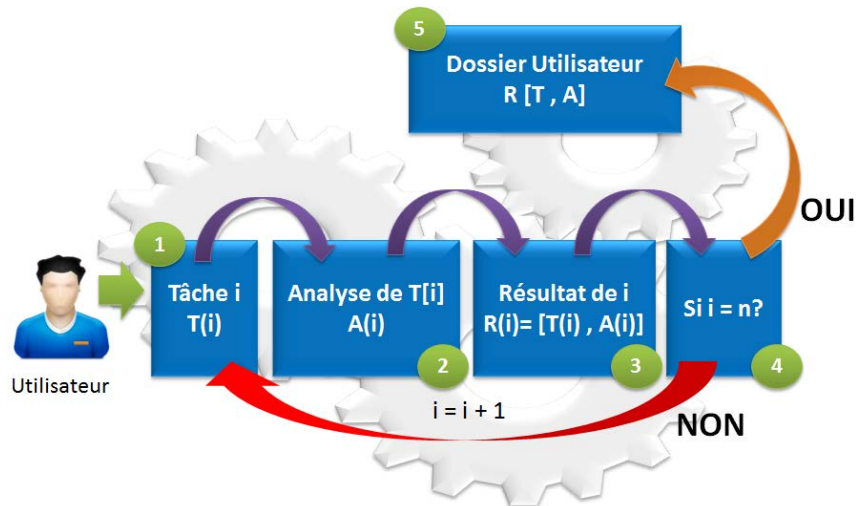 5
Dossier Utilisateur
R [T , A]
OUI
1
Tâche i
T(i)
Analyse de T[i]
A(i)
2
Résultat de i
R(i)= [T(i) , A(i)]
3
Si i = n?
4
Utilisateur
i = i + 1
NON